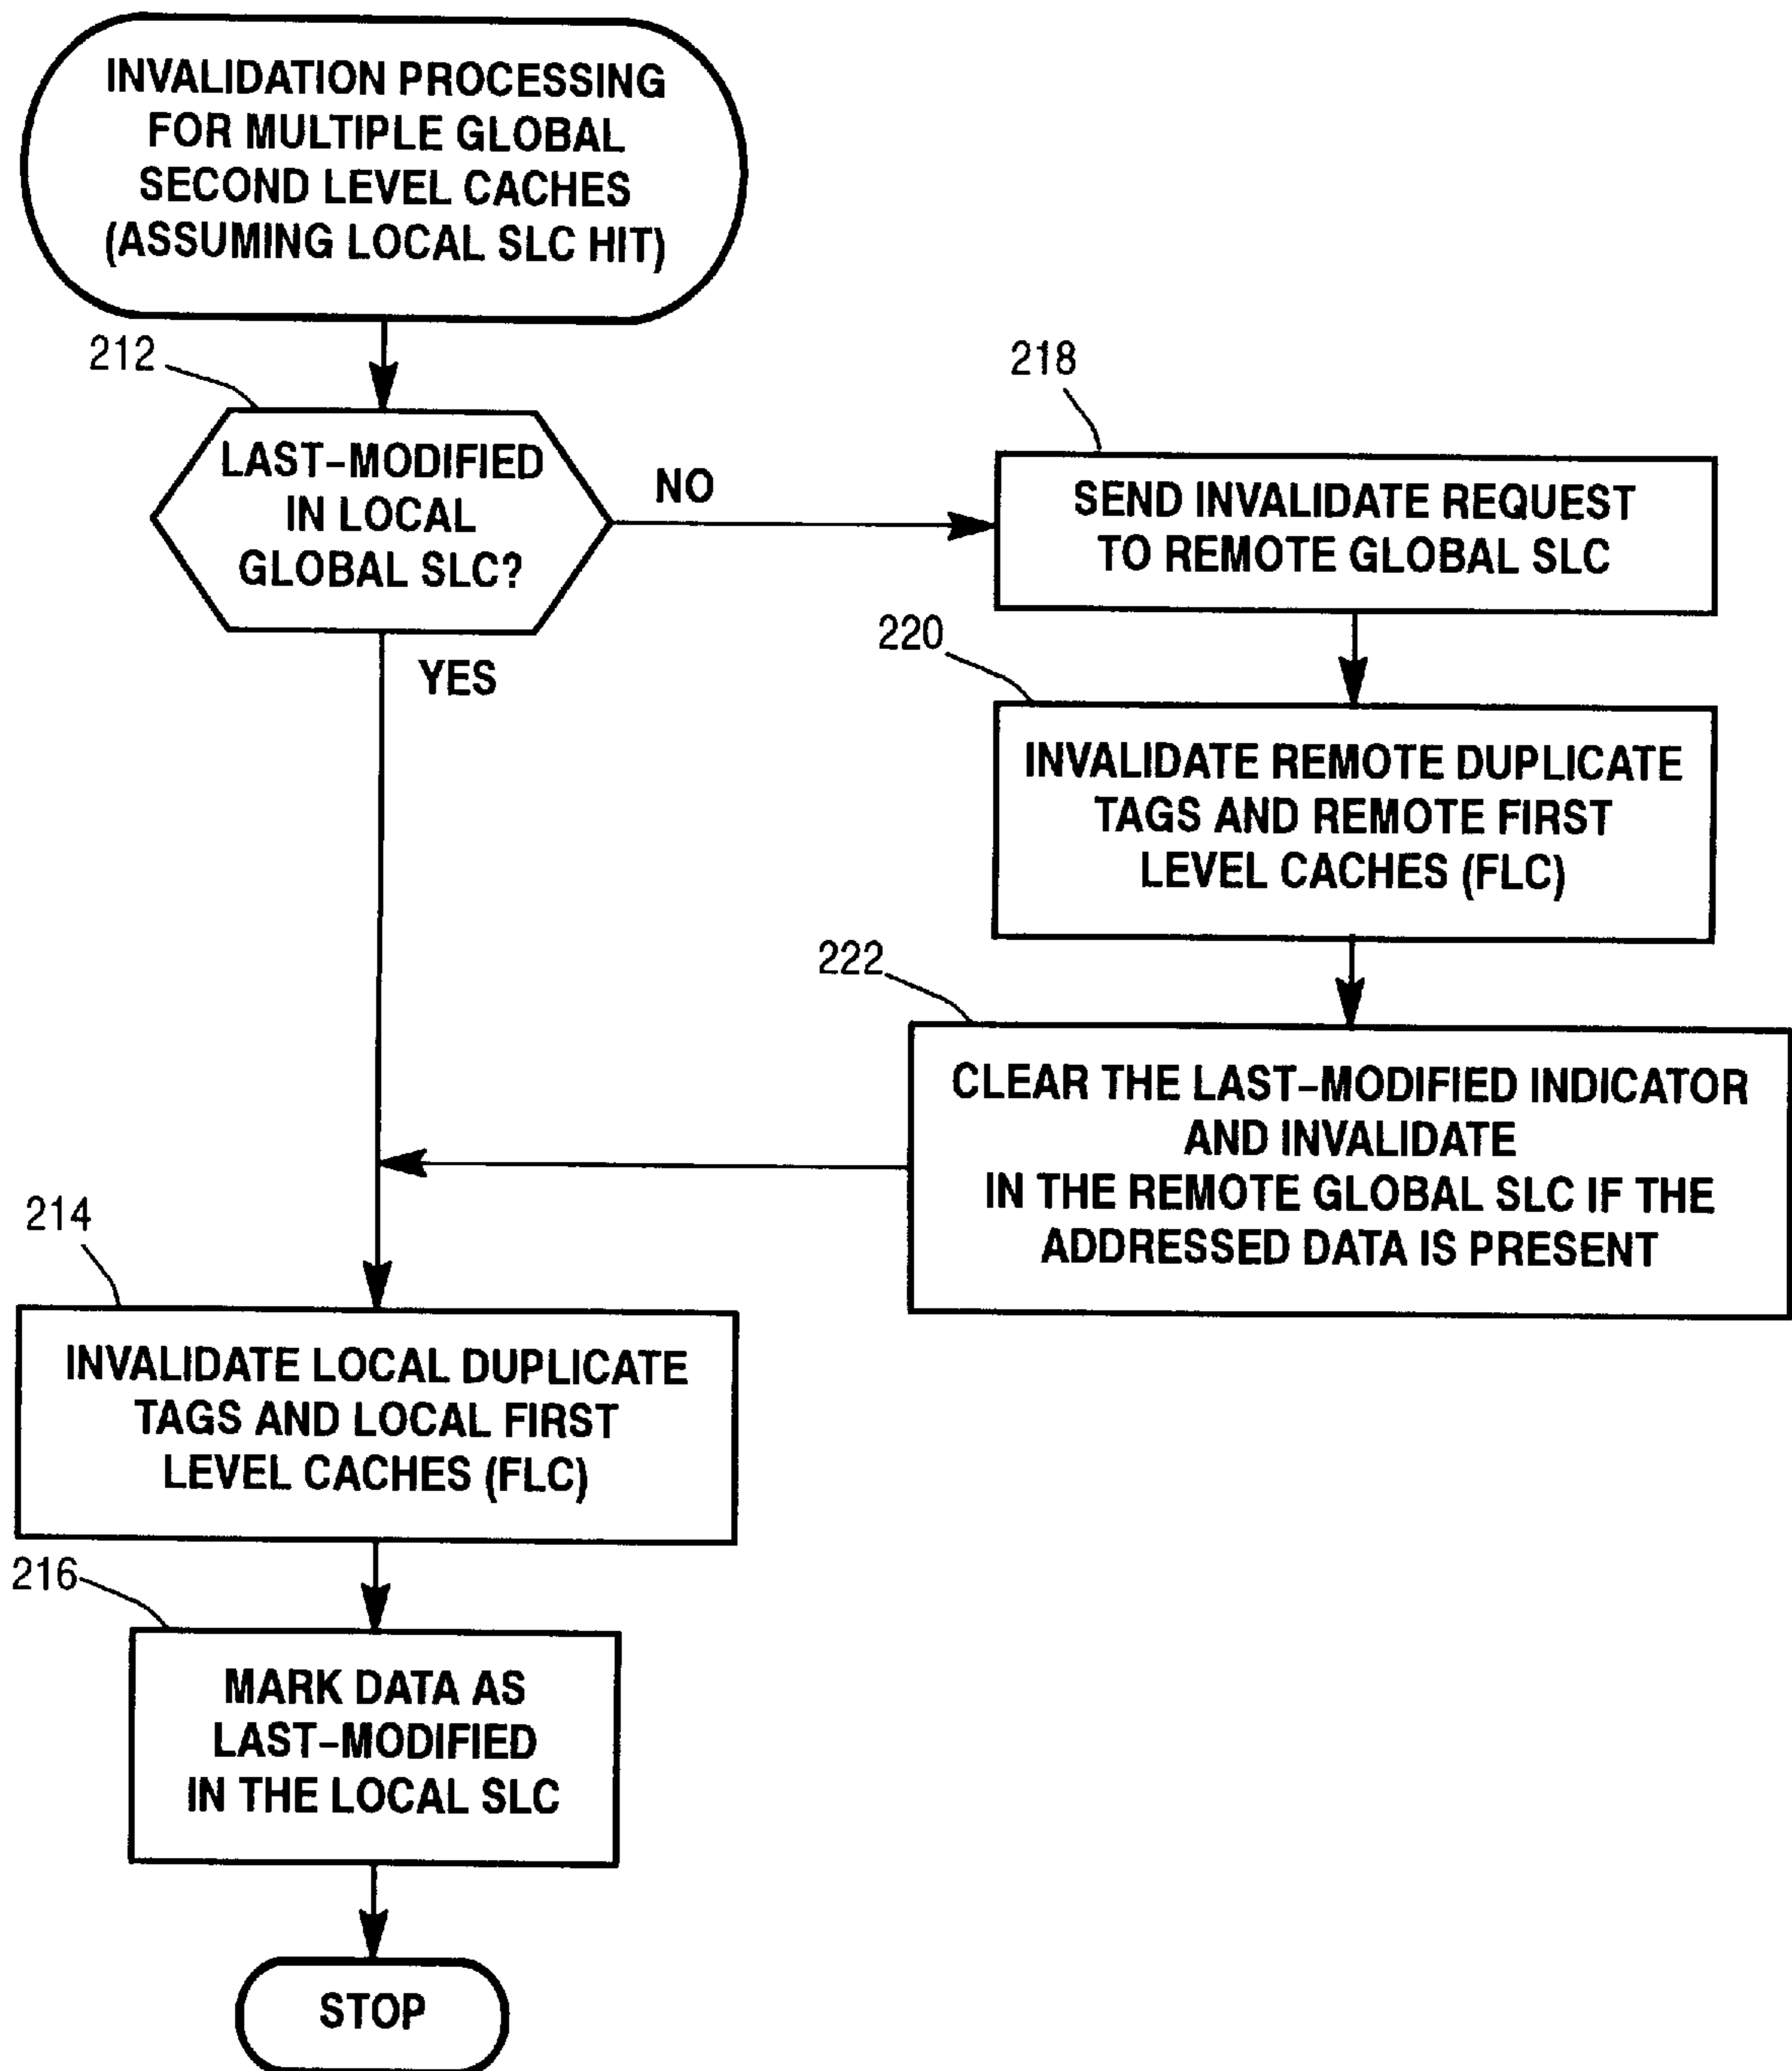 INVALIDATION PROCESSING
FOR MULTIPLE GLOBAL
SECOND LEVEL CACHES
(ASSUMING LOCAL SLC HIT)
212
LAST-MODIFIED
IN LOCAL
GLOBAL SLC?
NO
YES
218
SEND INVALIDATE REQUEST
TO REMOTE GLOBAL SLC
220
INVALIDATE REMOTE DUPLICATE
TAGS AND REMOTE FIRST
LEVEL CACHES (FLC)
222
CLEAR THE LAST-MODIFIED INDICATOR
AND INVALIDATE
IN THE REMOTE GLOBAL SLC IF THE
ADDRESSED DATA IS PRESENT
214
INVALIDATE LOCAL DUPLICATE
TAGS AND LOCAL FIRST
LEVEL CACHES (FLC)
216
MARK DATA AS
LAST-MODIFIED
IN THE LOCAL SLC
STOP